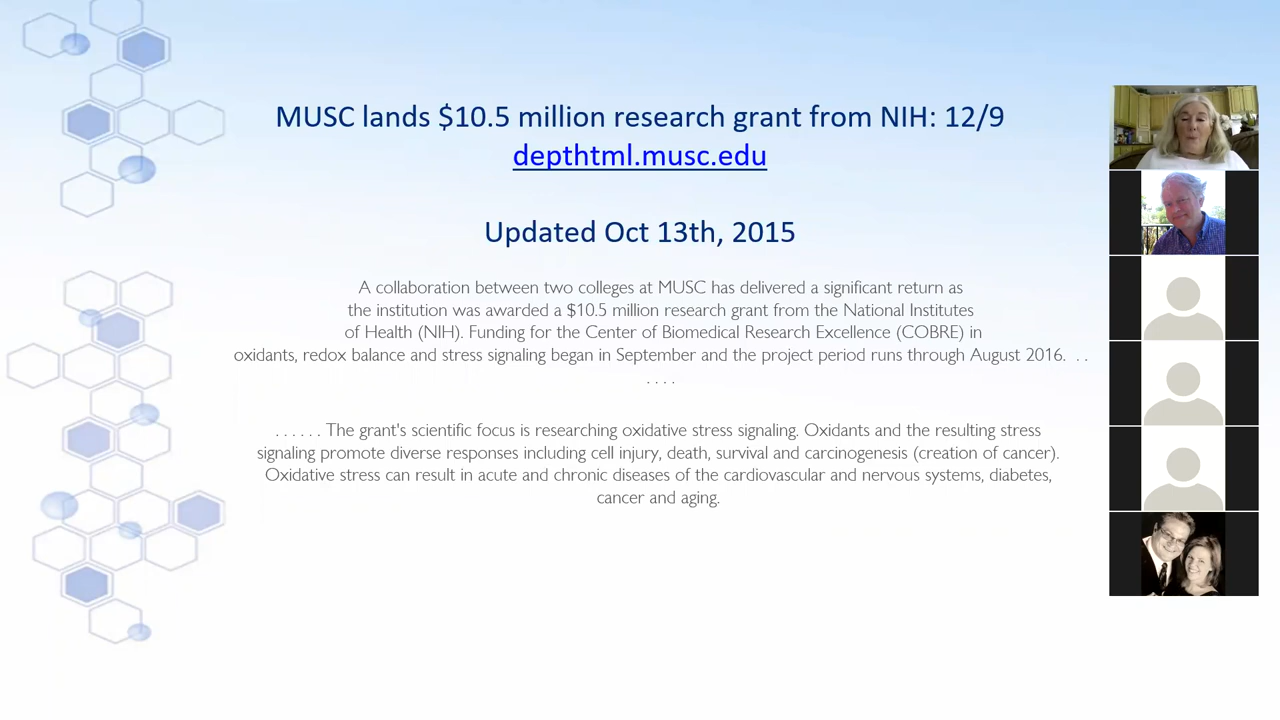 MUSC lands $10.5 million research grant from NIH: 12/9
depthtml.musc.edu
Updated Oct 13th, 2015
A collaboration between two colleges at MUSC has delivered a significant return as
the institution was awarded a $10.5 million research grant from the National Institutes
of Health (NIH). Funding for the Center of Biomedical Research Excellence (COBRE) in
oxidants, redox balance and stress signaling began in September and the project period runs through August 2016. . .
. . . .
. . . . . . The grant's scientific focus is researching oxidative stress signaling. Oxidants and the resulting stress
signaling promote diverse responses including cell injury, death, survival and carcinogenesis (creation of cancer).
Oxidative stress can result in acute and chronic diseases of the cardiovascular and nervous systems, diabetes,
cancer and aging.